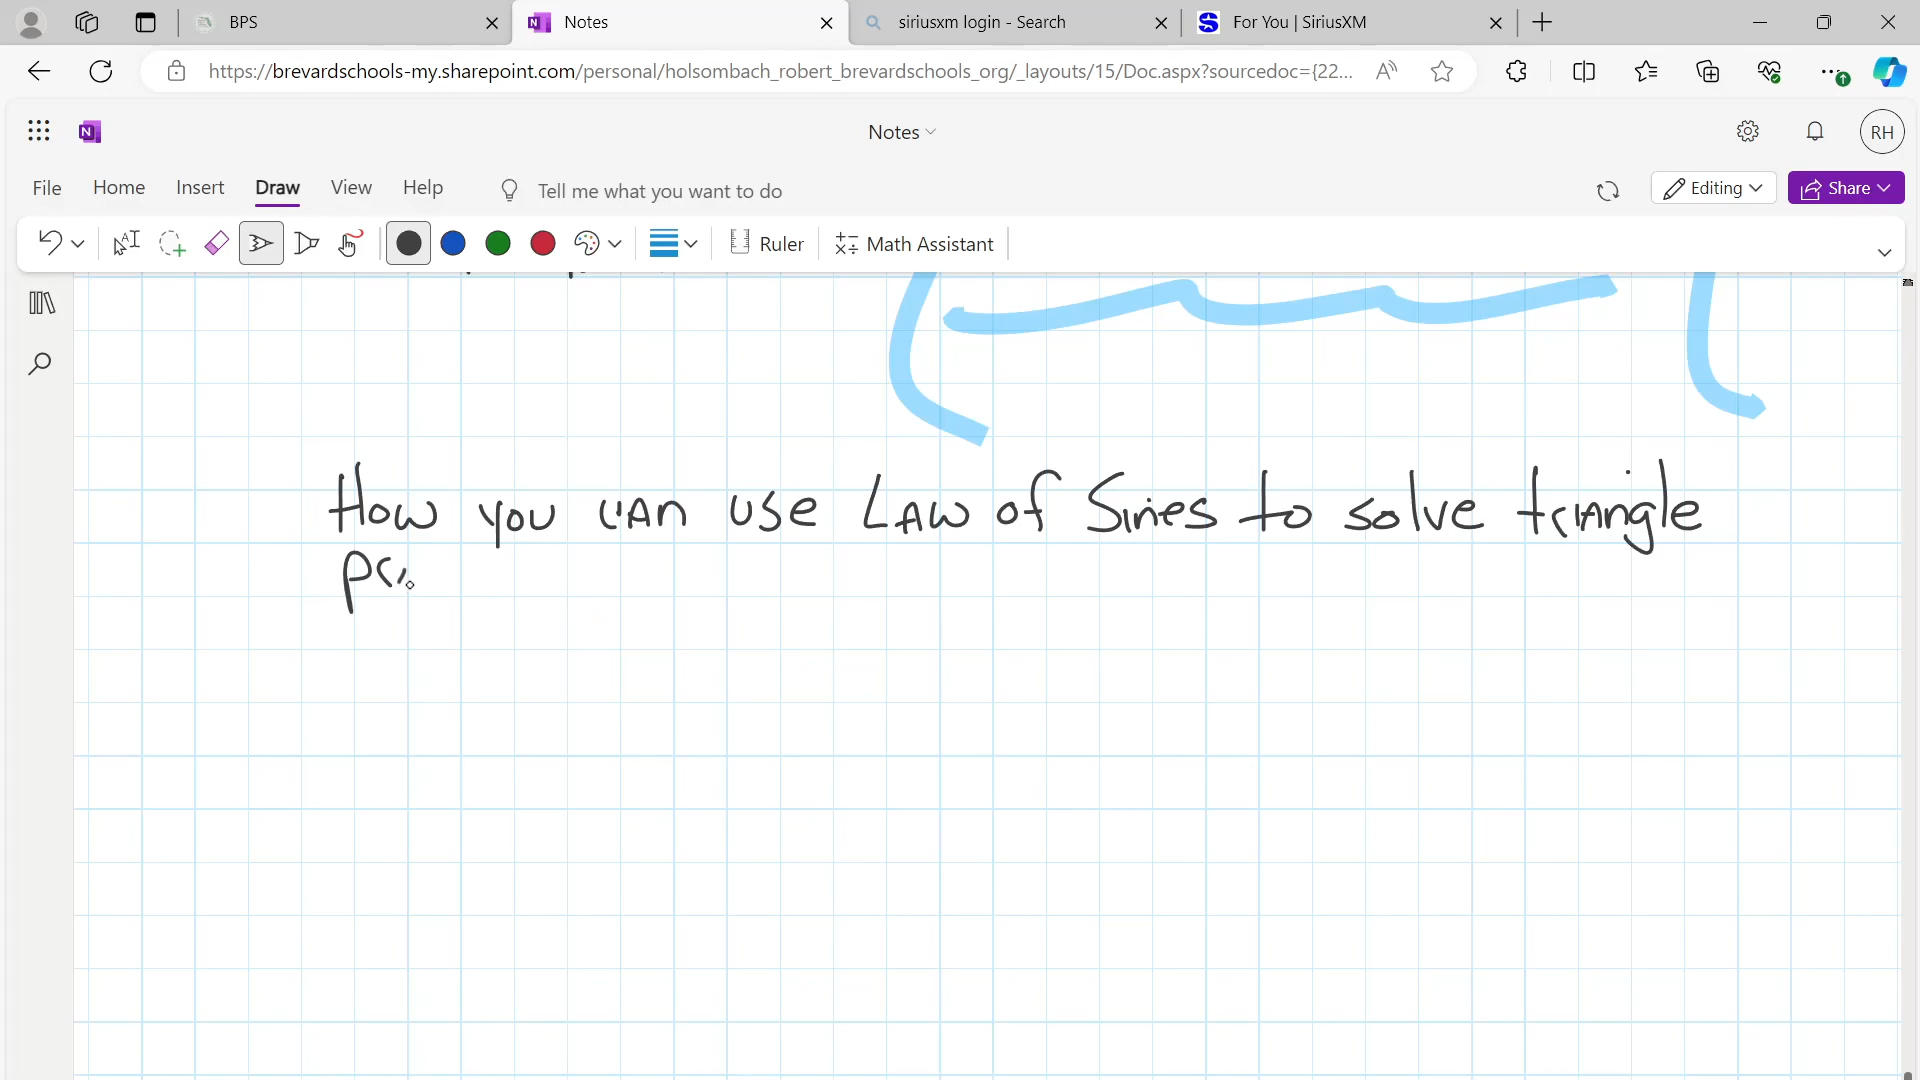 BPS
Notes
siriusxm login - Search
For You | SiriusXM
https://brevardschools-my.sharepoint.com/personal/holsombach_robert_brevardschools_org/_layouts/15/Doc.aspx?sourcedoc={22...
Notes
RH
File Home Insert Draw View Help Tell me what you want to do
Editing
Share
Ruler
Math Assistant
How you can use Law of Sines to solve triangle